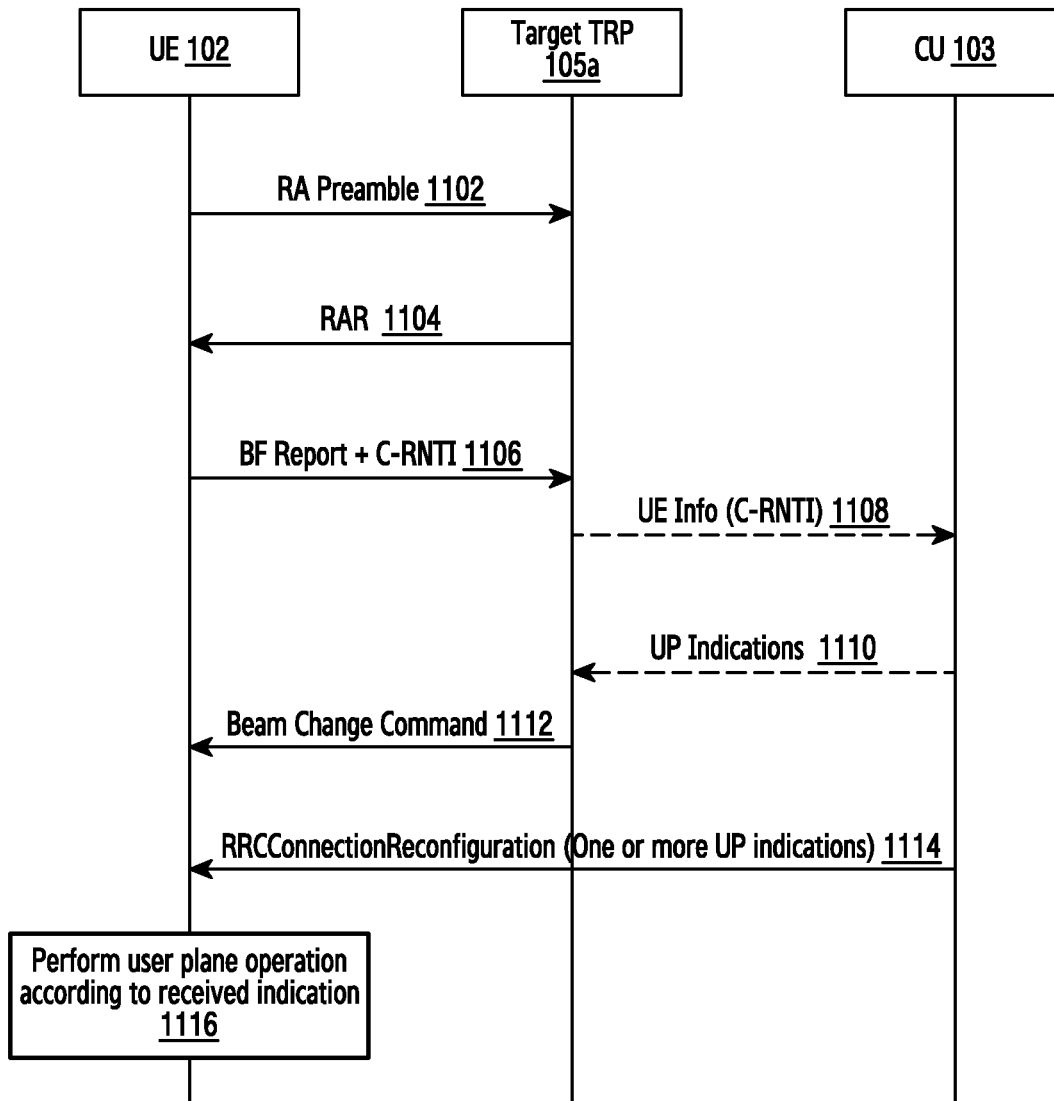 UE 102
Target TRP
105a
CU 103
RA Preamble 1102
RAR 1104
BF Report + C-RNTI 1106
UE Info (C-RNTI) 1108
UP Indications 1110
Beam Change Command 1112
RRCConnectionReconfiguration (One or more UP indications) 1114
Perform user plane operation
according to received indication
1116